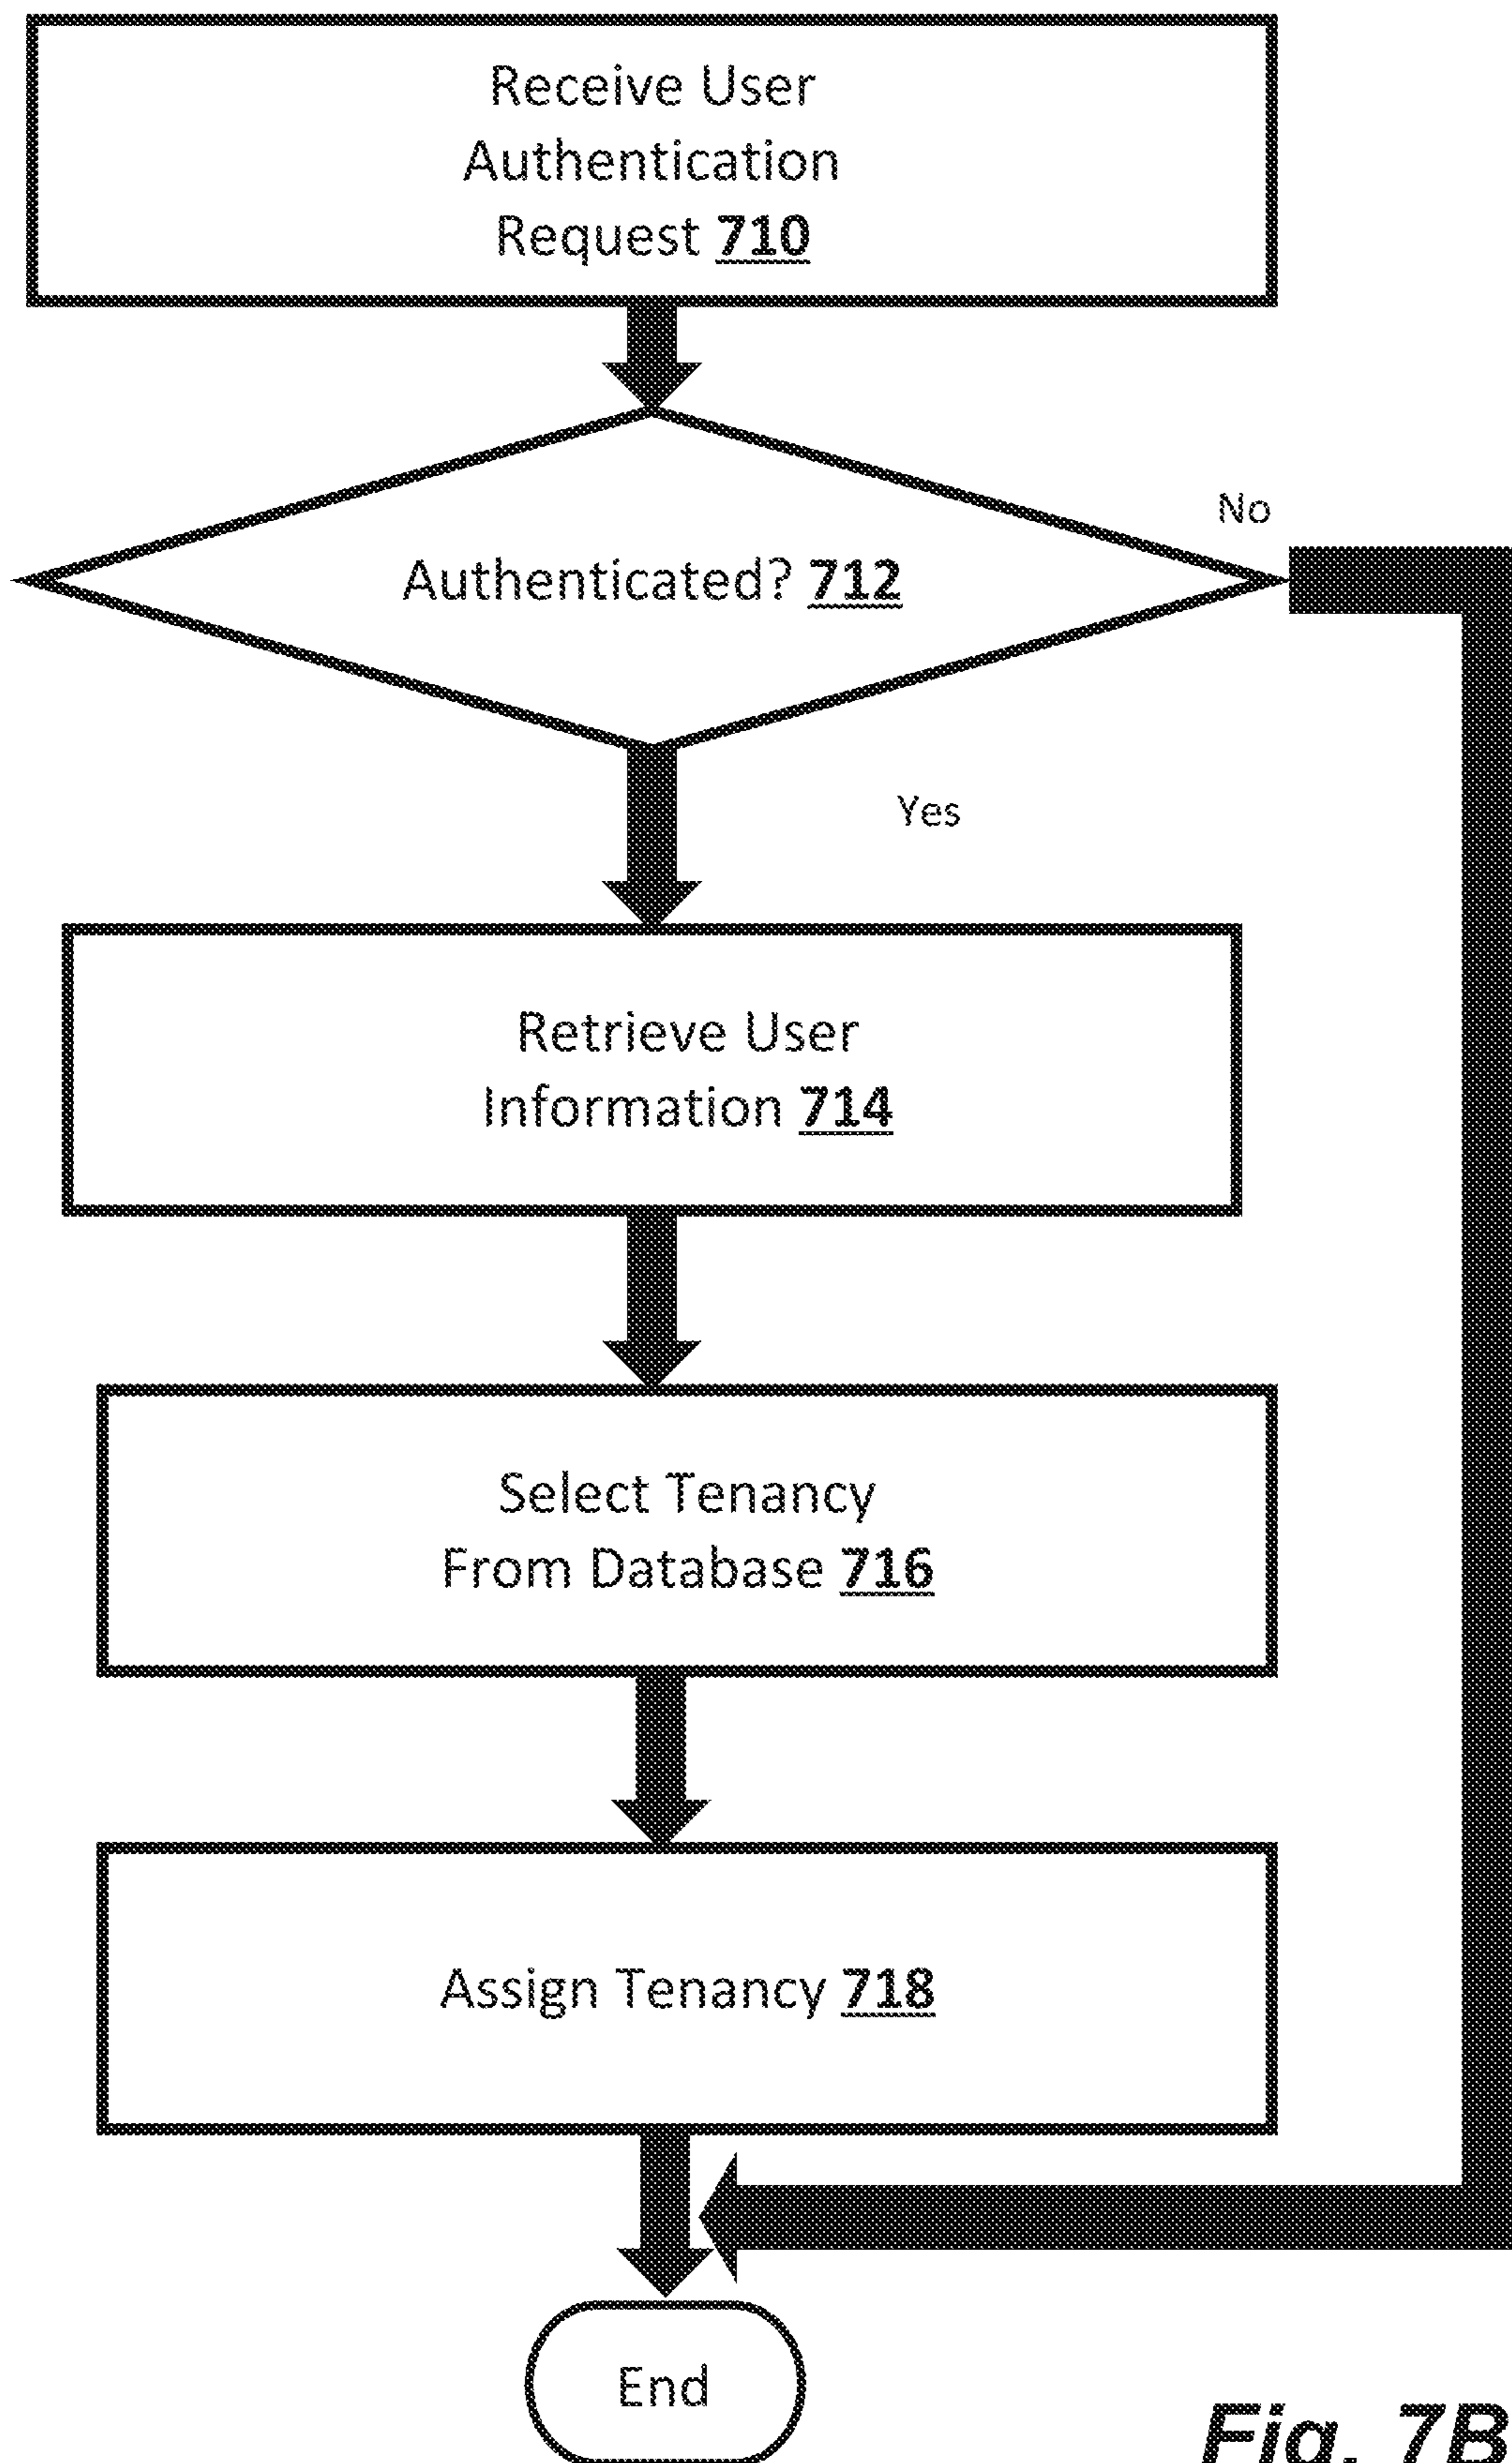 Receive User
Authentication
Request 710
No
Authenticated? 712
Yes
Retrieve User
Information 714
Select Tenancy
From Database 716
Assign Tenancy 718
End
Fig. 7B